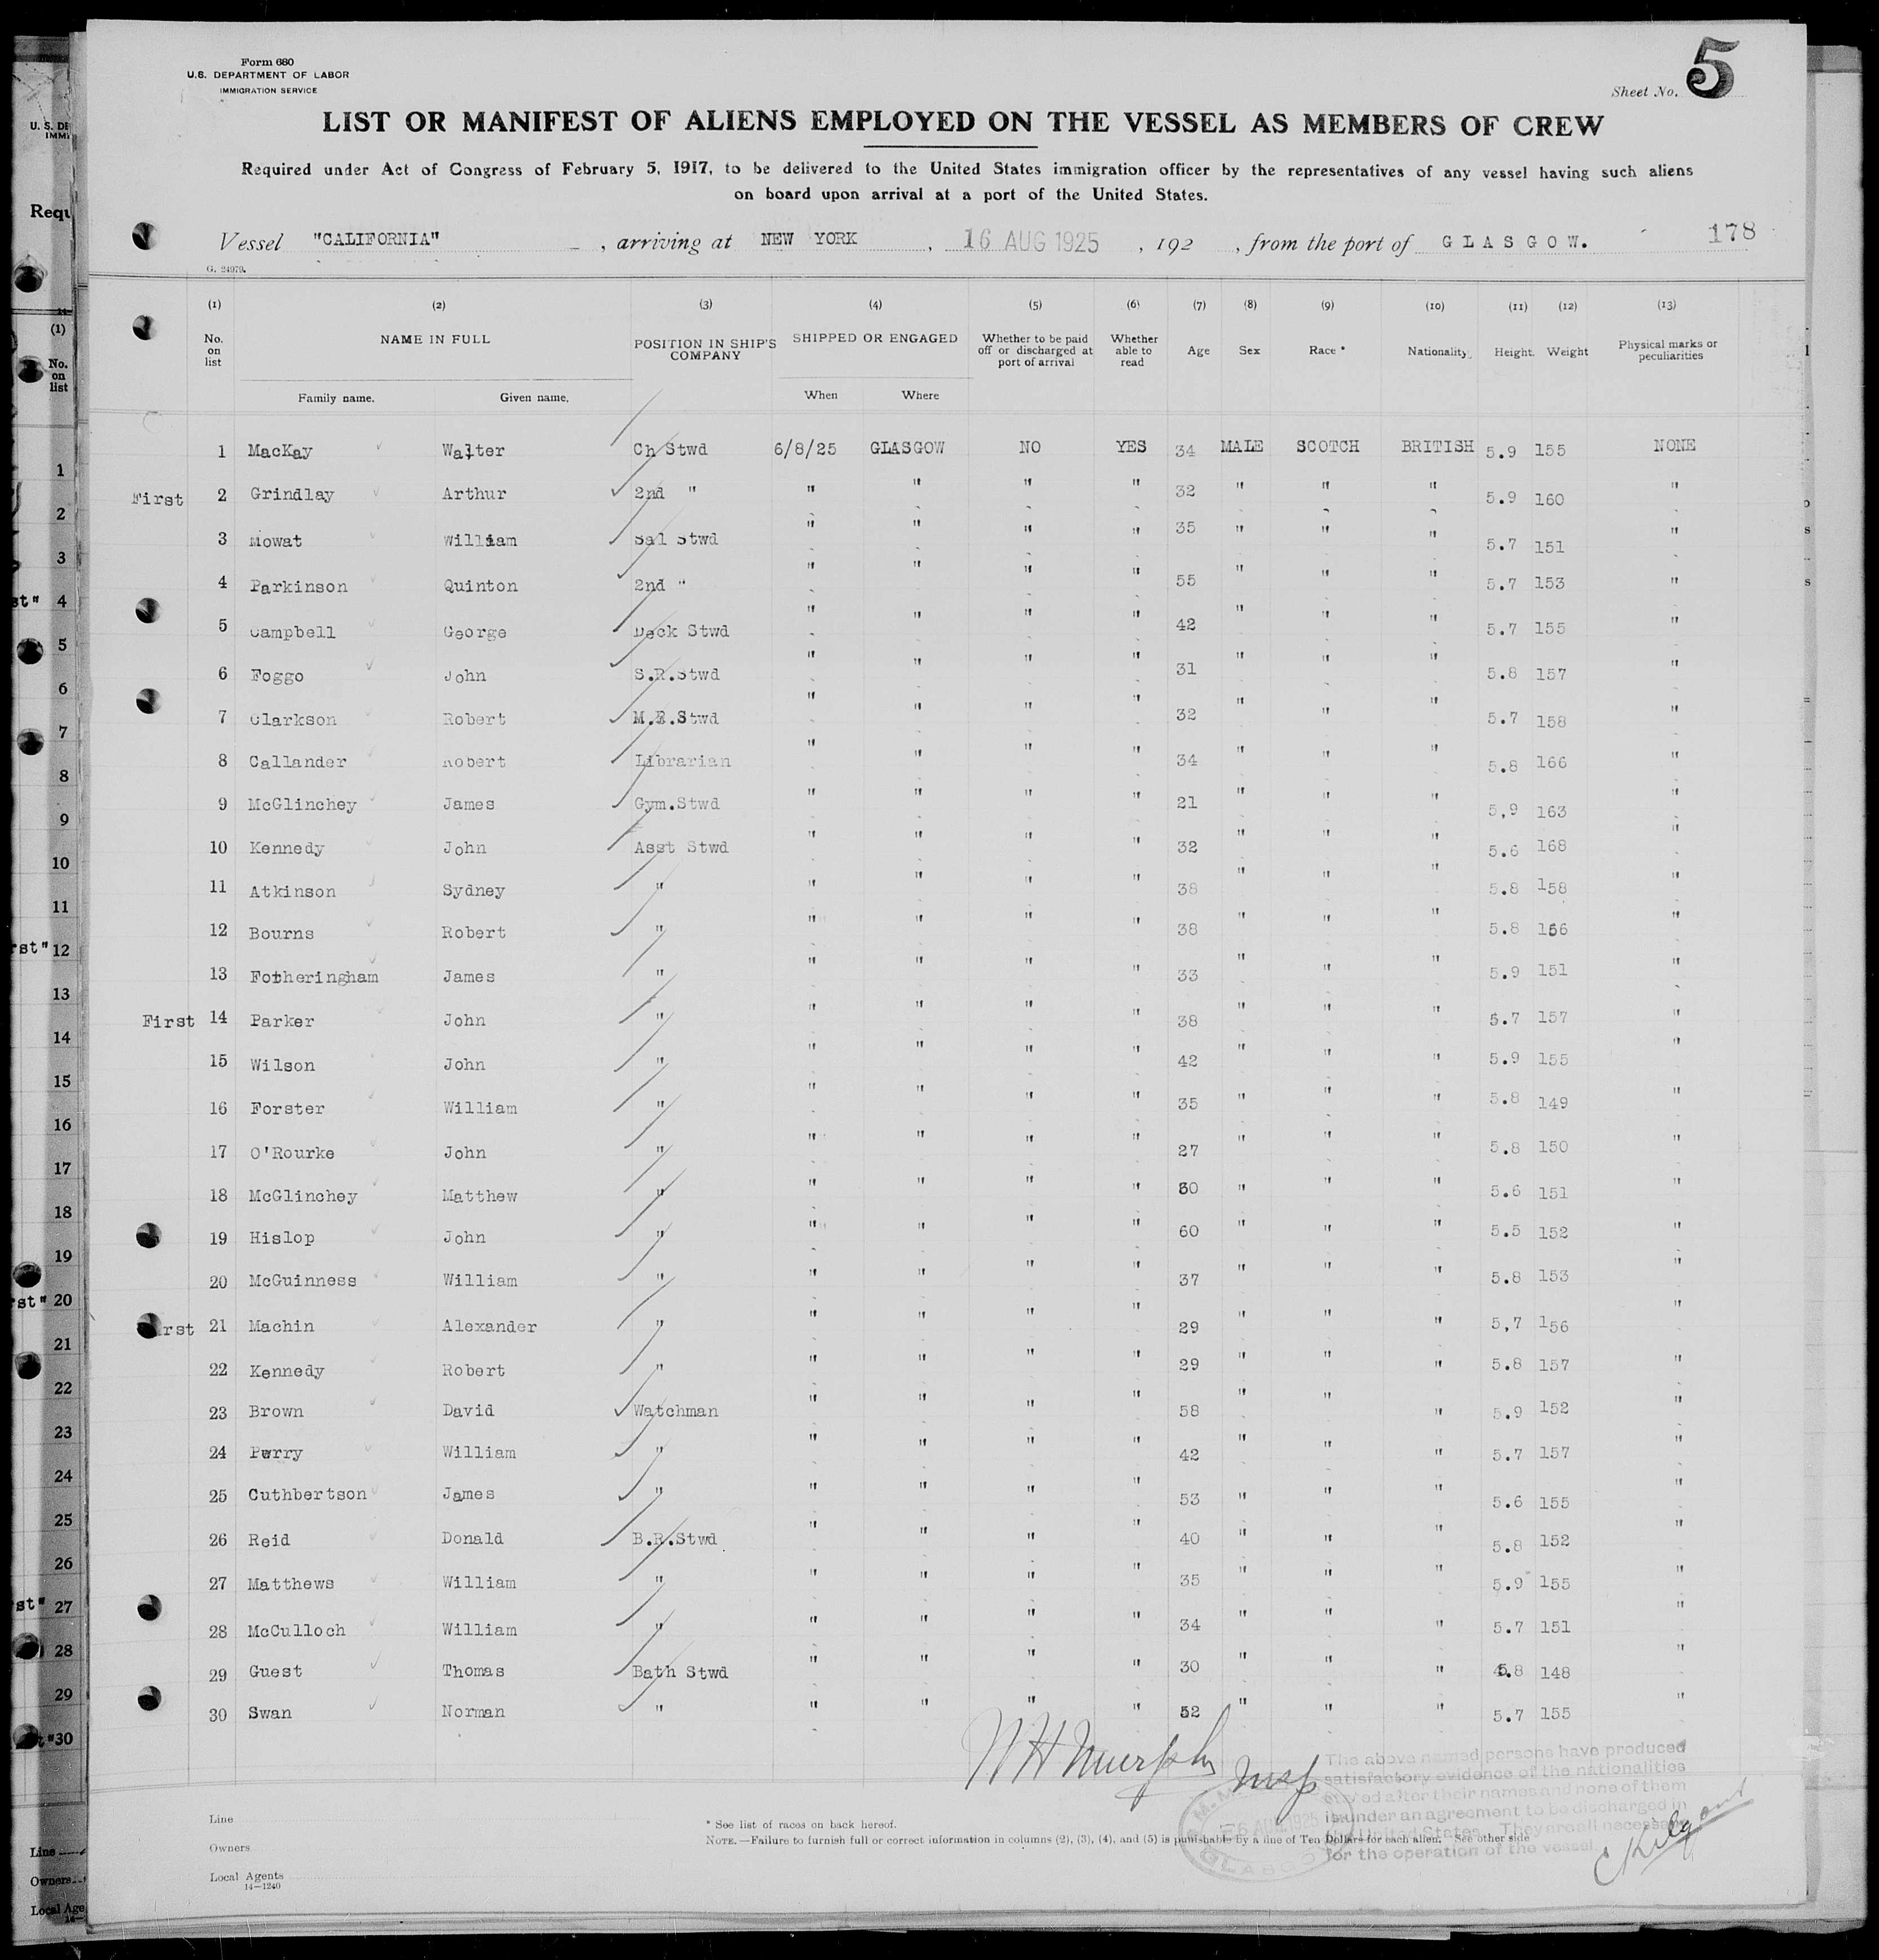 Form 680
U.S. DEPARTMENT OF LABOR
IMMIGRATION SERVICE
Sheet No. 5
LIST OR MANIFEST OF ALIENS EMPLOYED ON THE VESSEL AS MEMBERS OF CREW
Required under Act of Congress of February 5, 1917, to be delivered to the United States immigration officer by the representatives of any vessel having such aliens
on board upon arrival at a port of the United States.
Vessel "CALIFORNIA" , arriving at NEW YORK , 16 AUG 1925 , 192 , from the port of GLASGOW. 178
G. 24979.
(1) (2) (3) (4) (5) (6) (7) (8) (9) (10) (11) (12) (13)
No. on list NAME IN FULL POSITION IN SHIP'S COMPANY SHIPPED OR ENGAGED Whether to be paid off or discharged at port of arrival Whether able to read Age Sex Race * Nationality Height. Weight Physical marks or peculiarities
Family name. Given name. When Where
1 MacKay Walter Ch Stwd 6/8/25 GLASGOW NO YES 34 MALE SCOTCH BRITISH 5.9 155 NONE
First 2 Grindlay Arthur 2nd " " " " " 32 " " " 5.9 160 "
3 Mowat William Sal Stwd " " " " 35 " " " 5.7 151 "
4 Parkinson Quinton 2nd " " " " " 55 " " " 5.7 153 "
5 Campbell George Deck Stwd " " " " 42 " " " 5.7 155 "
6 Foggo John S.R.Stwd " " " " 31 " " " 5.8 157 "
7 Clarkson Robert M.E.Stwd " " " " 32 " " " 5.7 158 "
8 Callander Robert Librarian " " " " 34 " " " 5.8 166 "
9 McGlinchey James Gym.Stwd " " " " 21 " " " 5,9 163 "
10 Kennedy John Asst Stwd " " " " 32 " " " 5.6 168 "
11 Atkinson Sydney " " " " " 38 " " " 5.8 158 "
12 Bourns Robert " " " " " 38 " " " 5.8 156 "
13 Fotheringham James " " " " " 33 " " " 5.9 151 "
First 14 Parker John " " " " " 38 " " " 5.7 157 "
15 Wilson John " " " " " 42 " " " 5.9 155 "
16 Forster William " " " " " 35 " " " 5.8 149 "
17 O'Rourke John " " " " " 27 " " " 5.8 150 "
18 McGlinchey Matthew " " " " " " " " 5.6 151 "
19 Hislop John " " " " " 60 " " " 5.5 152 "
20 McGuinness William " " " " " 37 " " " 5.8 153 "
rst 21 Machin Alexander " " " " " 29 " " " 5,7 156 "
22 Kennedy Robert " " " " " 29 " " " 5.8 157 "
23 Brown David Watchman " " " " 58 " " " 5.9 152 "
24 Perry William " " " " " 42 " " " 5.7 157 "
25 Cuthbertson James " " " " " 53 " " " 5.6 155 "
26 Reid Donald B.R.Stwd " " " " 40 " " " 5.8 152 "
27 Matthews William " " " " " 35 " " " 5.9 155 "
28 McCulloch William " " " " " 34 " " " 5.7 151 "
29 Guest Thomas Bath Stwd " " " " 30 " " " 5.8 148 "
30 Swan Norman " " " " " 52 " " " 5.7 155 "
W H Murphy Insp
The above named persons have produced
satisfactory evidence of the nationalities
stated after their names and none of them
is under an agreement to be discharged in
the United States. They are all necessary
for the operation of the vessel.
6 AUG 1925
GLASGOW
Line
Owners
Local Agents
14—1240
* See list of races on back hereof.
NOTE.—Failure to furnish full or correct information in columns (2), (3), (4), and (5) is punishable by a fine of Ten Dollars for each alien. See other side